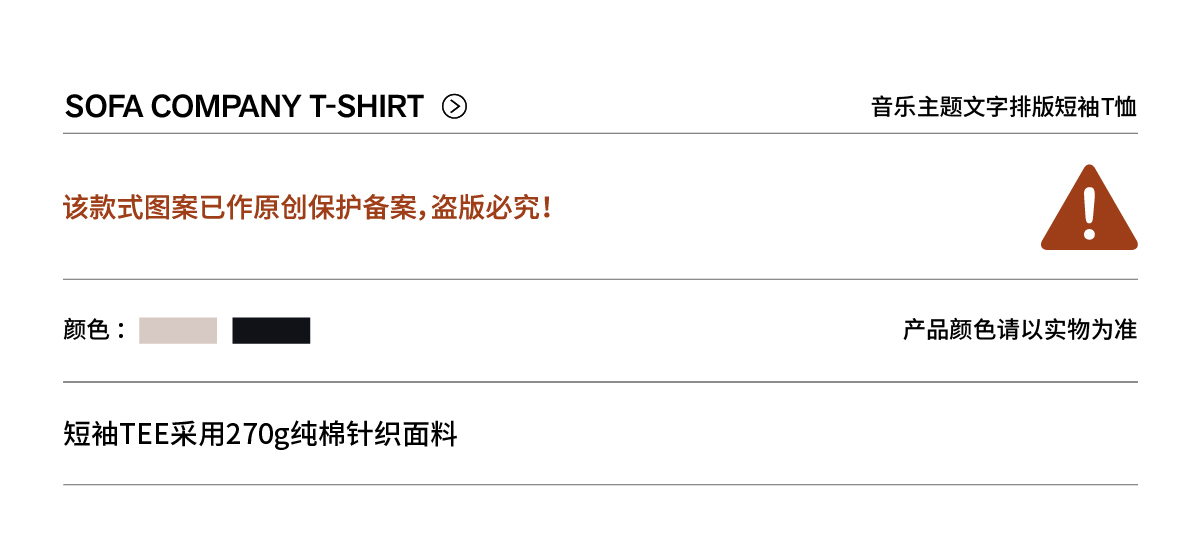 SOFA COMPANY T-SHIRT
音乐主题文字排版短袖T恤
该款式图案已作原创保护备案，盗版必究！
颜色：
产品颜色请以实物为准
短袖TEE采用270g纯棉针织面料